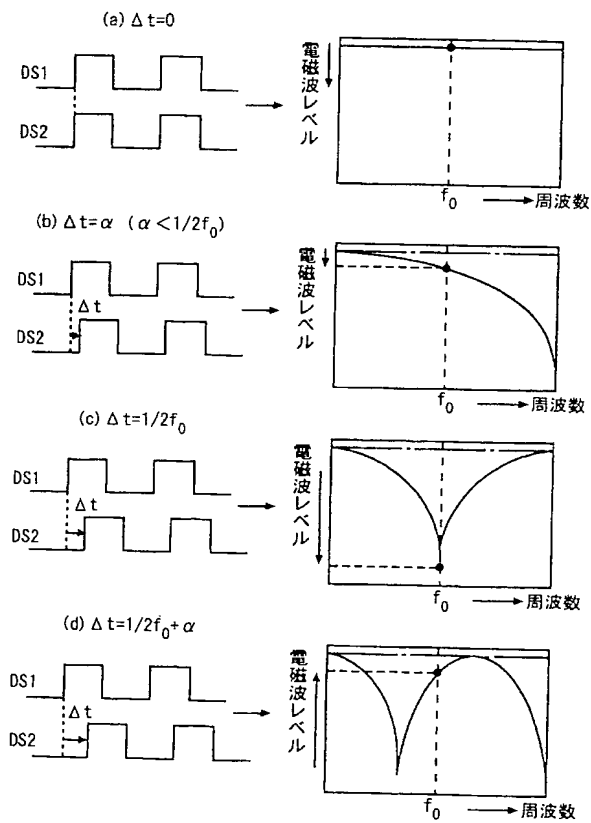 (a) Δt=0
DS1
DS2
電磁波レベル
f₀
周波数
(b) Δt=α (α<1/2f₀)
DS1
Δt
DS2
電磁波レベル
f₀
周波数
(c) Δt=1/2f₀
DS1
Δt
DS2
電磁波レベル
f₀
周波数
(d) Δt=1/2f₀+α
DS1
Δt
DS2
電磁波レベル
f₀
周波数